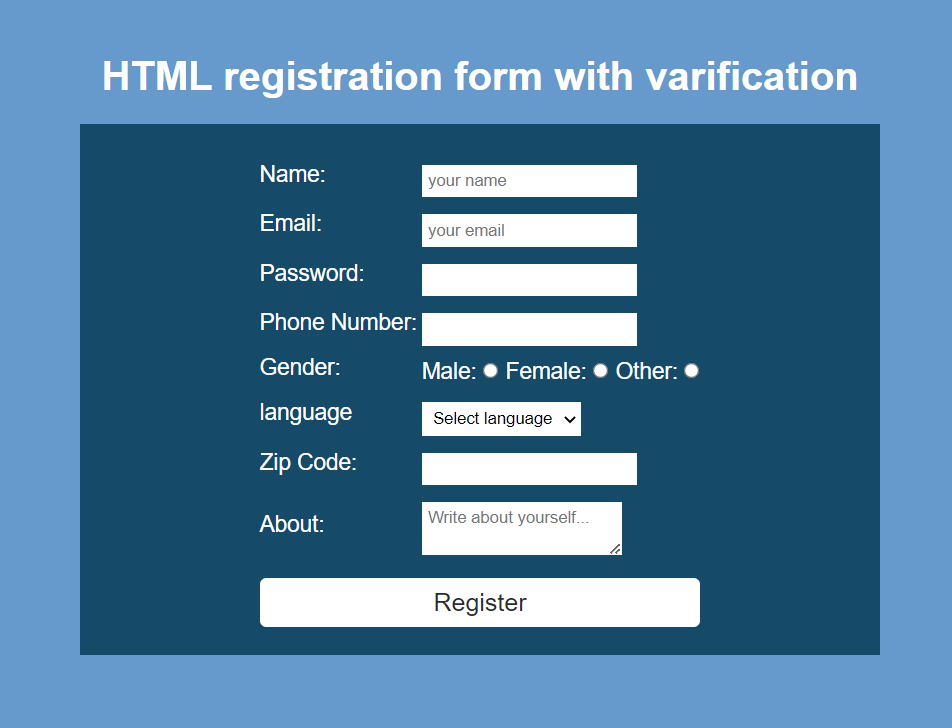 HTML registration form with varification
Name: your name
Email: your email
Password:
Phone Number:
Gender: Male: Female: Other:
language Select language
Zip Code:
About: Write about yourself...
Register